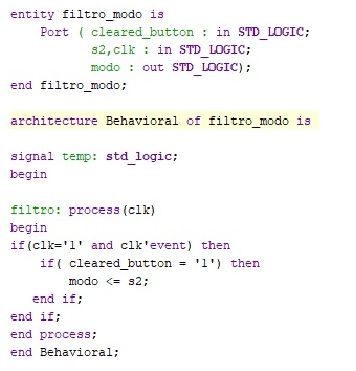 entity filtro_modo is
Port ( cleared_button : in STD_LOGIC;
s2,clk : in STD_LOGIC;
modo : out STD_LOGIC);
end filtro_modo;
architecture Behavioral of filtro_modo is
signal temp: std_logic;
begin
filtro: process(clk)
begin
if(clk='1' and clk'event) then
if( cleared_button = '1') then
modo <= s2;
end if;
end if;
end process;
end Behavioral;